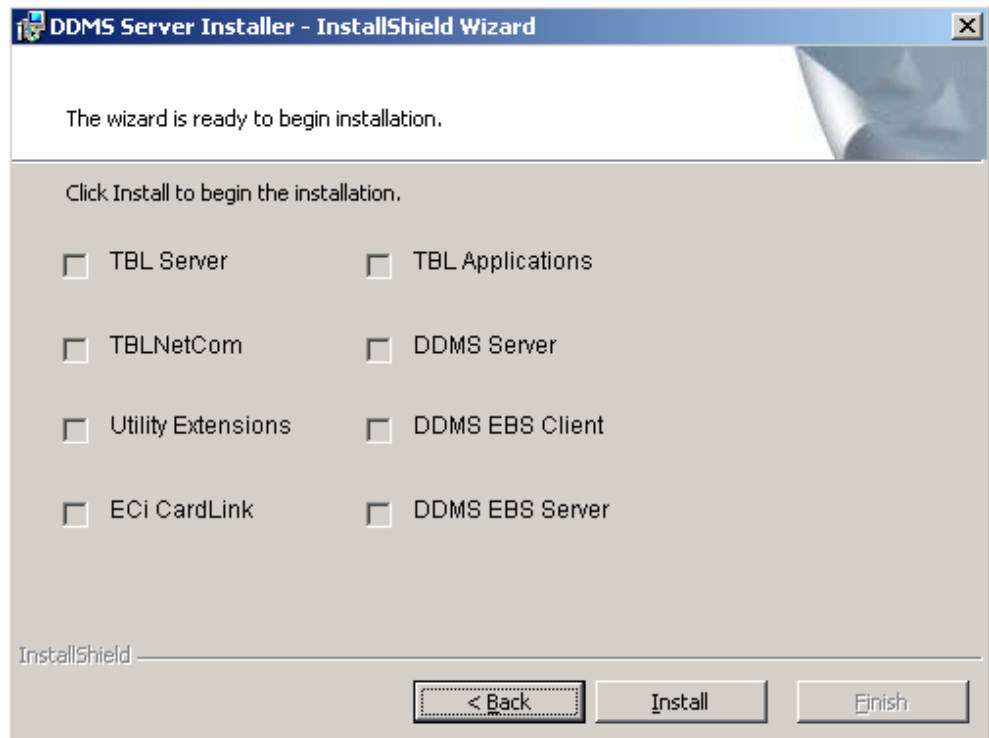 DDMS Server Installer - InstallShield Wizard
The wizard is ready to begin installation.
Click Install to begin the installation.
TBL Server TBL Applications
TBLNetCom DDMS Server
Utility Extensions DDMS EBS Client
ECi CardLink DDMS EBS Server
InstallShield
< Back Install Finish